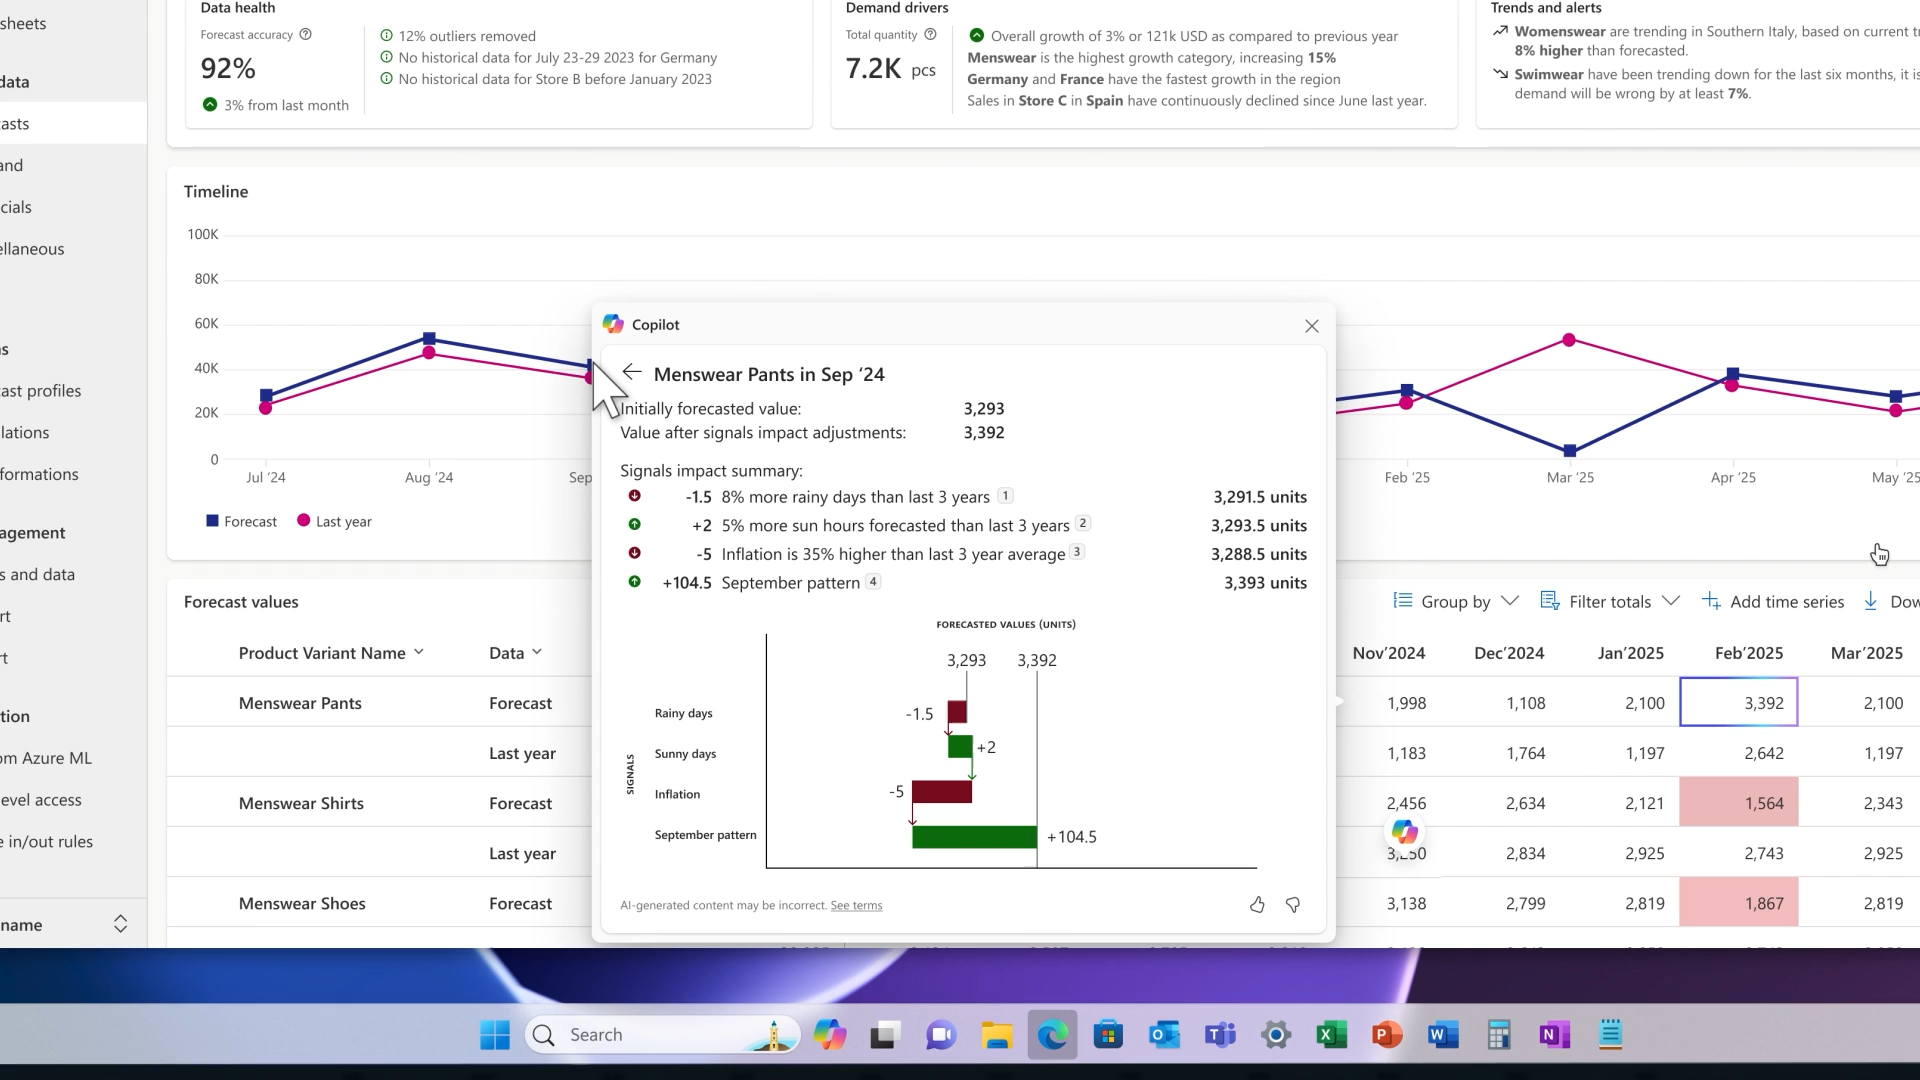 sheets
data
asts
and
cials
ellaneous
s
ast profiles
lations
formations
agement
s and data
rt
rt
tion
om Azure ML
evel access
e in/out rules
name
Data health
Forecast accuracy
92%
3% from last month
12% outliers removed
No historical data for July 23-29 2023 for Germany
No historical data for Store B before January 2023
Demand drivers
Total quantity
7.2K pcs
Overall growth of 3% or 121k USD as compared to previous year
Menswear is the highest growth category, increasing 15%
Germany and France have the fastest growth in the region
Sales in Store C in Spain have continuously declined since June last year.
Trends and alerts
Womenswear are trending in Southern Italy, based on current tr
8% higher than forecasted.
Swimwear have been trending down for the last six months, it is
demand will be wrong by at least 7%.
Timeline
100K
80K
60K
40K
20K
0
Jul ‘24
Aug ‘24
Sep
Feb ‘25
Mar ‘25
Apr ‘25
May ‘25
Forecast
Last year
Copilot
Menswear Pants in Sep ‘24
Initially forecasted value: 3,293
Value after signals impact adjustments: 3,392
Signals impact summary:
-1.5 8% more rainy days than last 3 years 1 3,291.5 units
+2 5% more sun hours forecasted than last 3 years 2 3,293.5 units
-5 Inflation is 35% higher than last 3 year average 3 3,288.5 units
+104.5 September pattern 4 3,393 units
FORECASTED VALUES (UNITS)
3,293 3,392
SIGNALS
Rainy days -1.5
Sunny days +2
Inflation -5
September pattern +104.5
AI-generated content may be incorrect. See terms
Forecast values
Group by
Filter totals
Add time series
Dow
Product Variant Name Data Nov’2024 Dec’2024 Jan’2025 Feb’2025 Mar’2025
Menswear Pants Forecast 1,998 1,108 2,100 3,392 2,100
Last year 1,183 1,764 1,197 2,642 1,197
Menswear Shirts Forecast 2,456 2,634 2,121 1,564 2,343
Last year 3,250 2,834 2,925 2,743 2,925
Menswear Shoes Forecast 3,138 2,799 2,819 1,867 2,819
Search